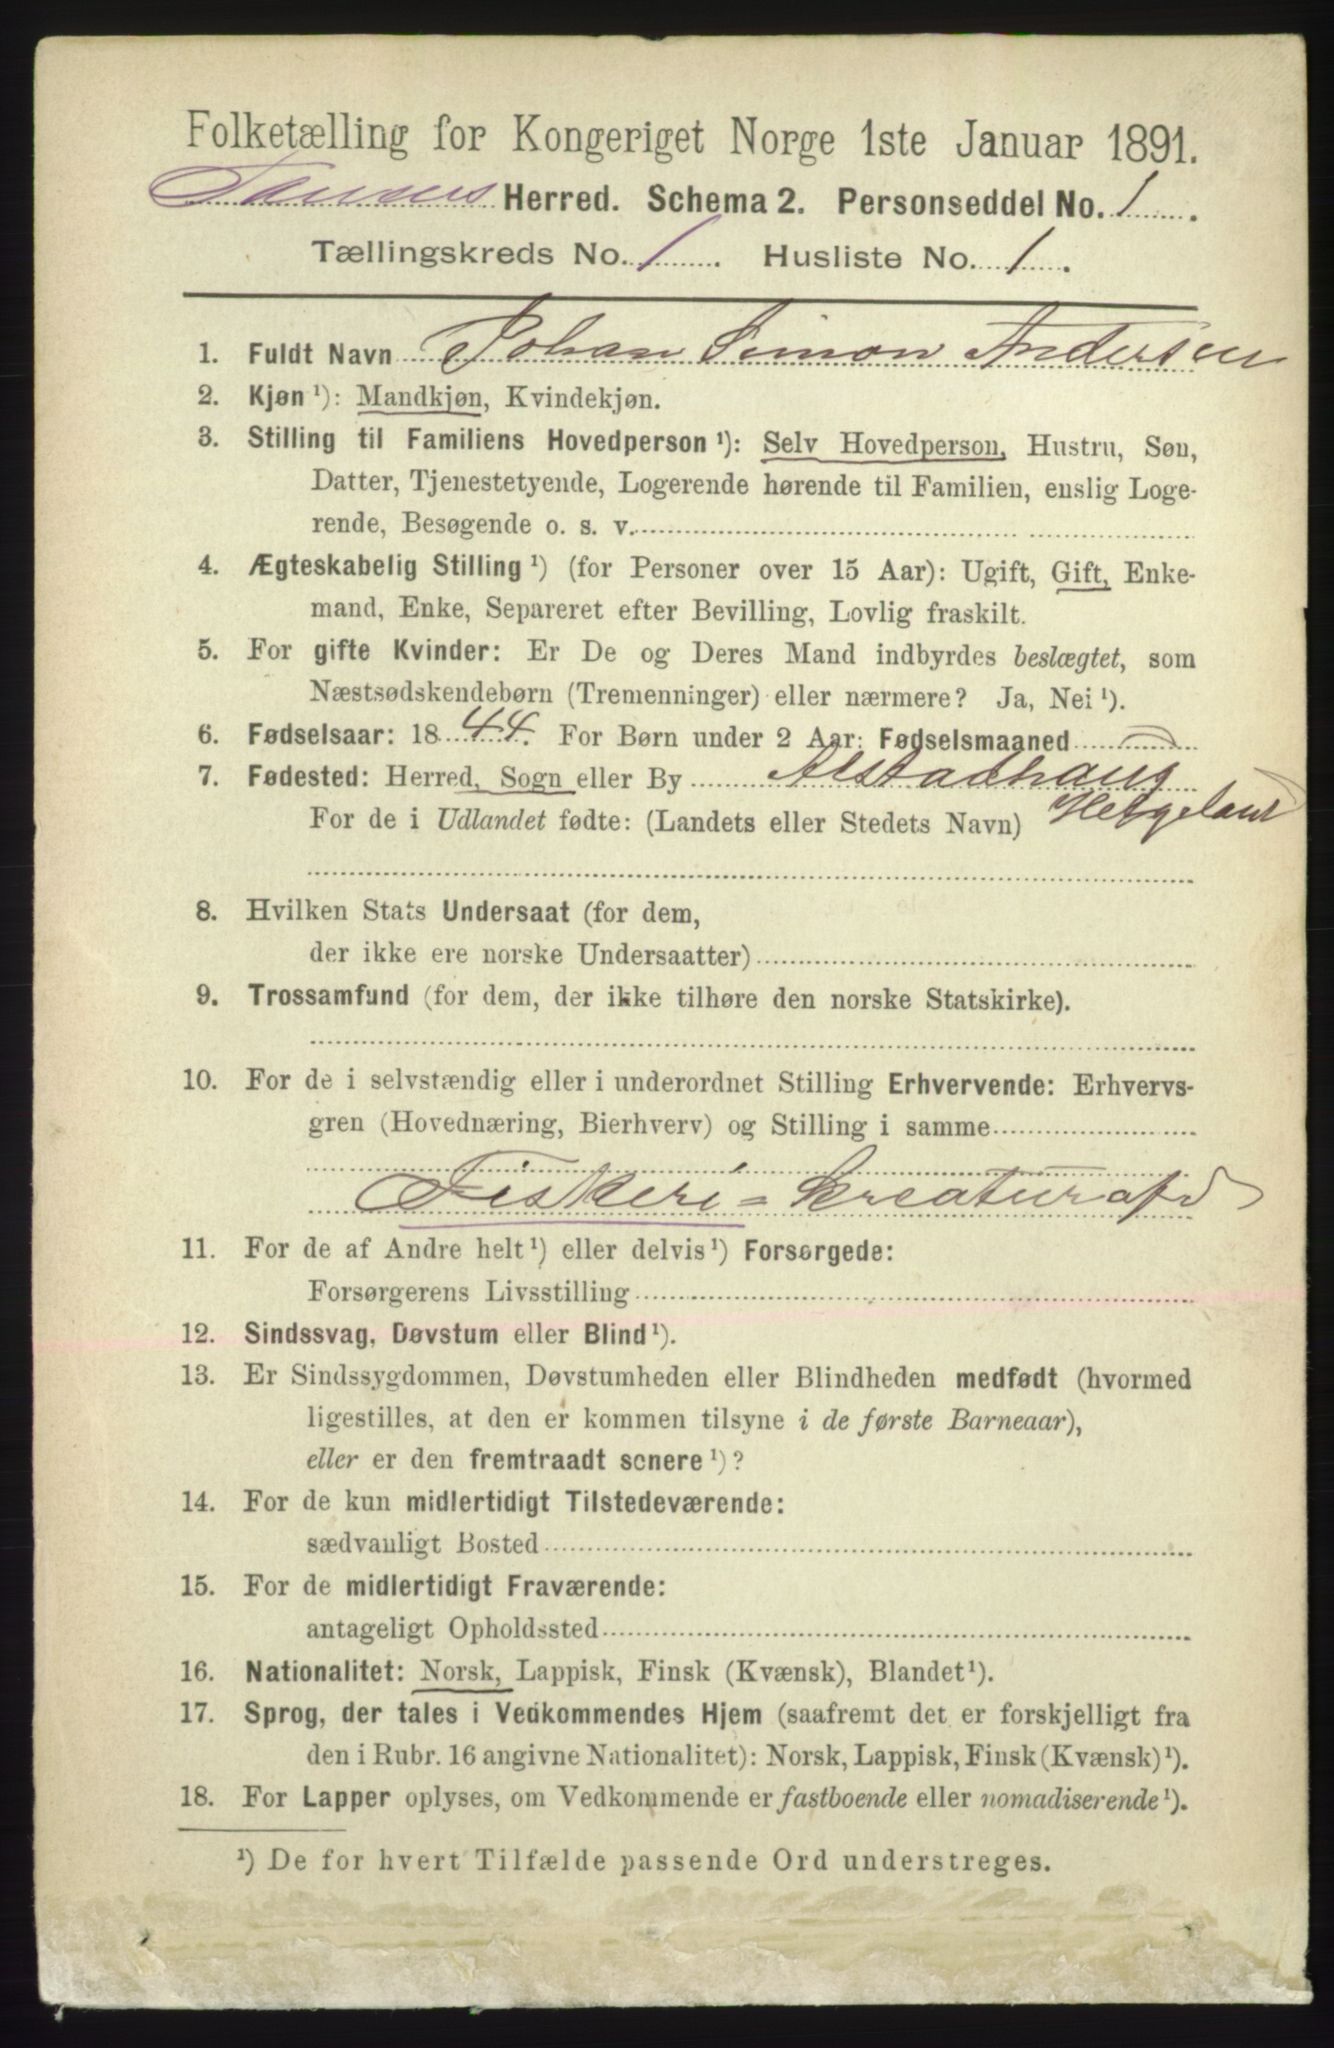 Folketælling for Kongeriget Norge 1ste Januar 1891.
Tanens Herred. Schema 2. Personseddel No. 1.
Tællingskreds No. 1. Husliste No. 1.
1. Fuldt Navn Johan Simon Andersen
2. Kjøn ¹): Mandkjøn, Kvindekjøn.
3. Stilling til Familiens Hovedperson ¹): Selv Hovedperson, Hustru, Søn,
Datter, Tjenestetyende, Logerende hørende til Familien, enslig Loge-
rende, Besøgende o. s. v.
4. Ægteskabelig Stilling ¹) (for Personer over 15 Aar): Ugift, Gift, Enke-
mand, Enke, Separeret efter Bevilling, Lovlig fraskilt.
5. For gifte Kvinder: Er De og Deres Mand indbyrdes beslægtet, som
Næstsødskendebørn (Tremenninger) eller nærmere? Ja, Nei ¹).
6. Fødselsaar: 1844. For Børn under 2 Aar: Fødselsmaaned
7. Fødested: Herred, Sogn eller By Alstadhaug
Helgeland
For de i Udlandet fødte: (Landets eller Stedets Navn)
8. Hvilken Stats Undersaat (for dem,
der ikke ere norske Undersaatter)
9. Trossamfund (for dem, der ikke tilhøre den norske Statskirke).
10. For de i selvstændig eller i underordnet Stilling Erhvervende: Erhvervs-
gren (Hovednæring, Bierhverv) og Stilling i samme
Fiskeri = kreaturafd
11. For de af Andre helt ¹) eller delvis ¹) Forsørgede:
Forsørgerens Livsstilling
12. Sindssvag, Døvstum eller Blind ¹).
13. Er Sindssygdommen, Døvstumheden eller Blindheden medfødt (hvormed
ligestilles, at den er kommen tilsyne i de første Barneaar),
eller er den fremtraadt senere ¹)?
14. For de kun midlertidigt Tilstedeværende:
sædvanligt Bosted
15. For de midlertidigt Fraværende:
antageligt Opholdssted
16. Nationalitet: Norsk, Lappisk, Finsk (Kvænsk), Blandet ¹).
17. Sprog, der tales i Vedkommendes Hjem (saafremt det er forskjelligt fra
den i Rubr. 16 angivne Nationalitet): Norsk, Lappisk, Finsk (Kvænsk) ¹).
18. For Lapper oplyses, om Vedkommende er fastboende eller nomadiserende ¹).
¹) De for hvert Tilfælde passende Ord understreges.